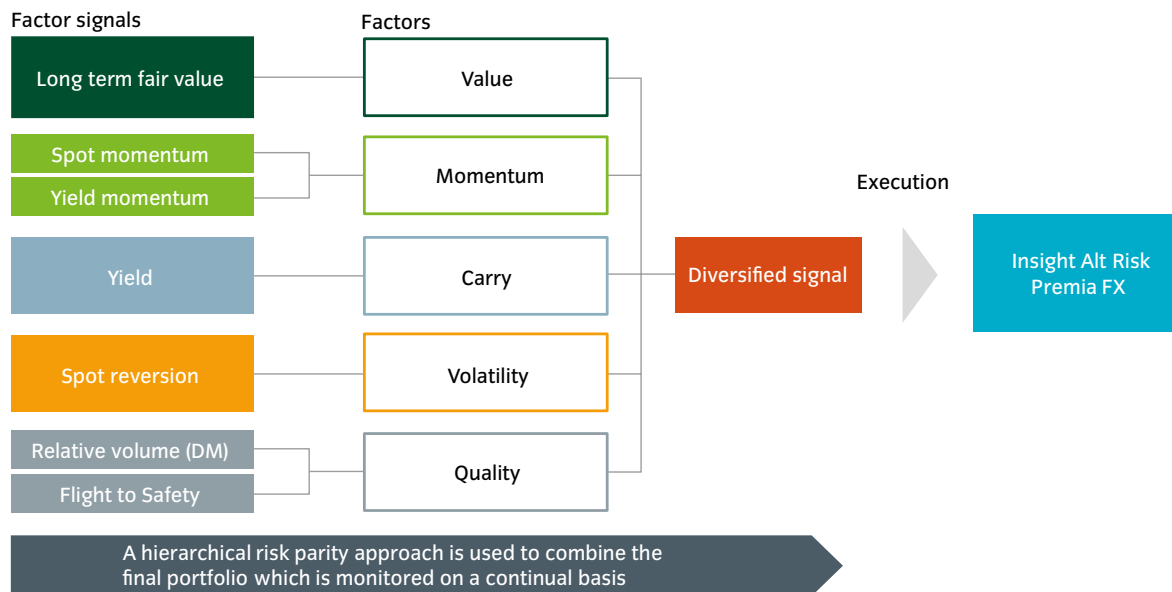 Factor signals
Factors
Long term fair value
Value
Spot momentum
Yield momentum
Momentum
Execution
Yield
Carry
Diversified signal
Insight Alt Risk
Premia FX
Spot reversion
Volatility
Relative volume (DM)
Flight to Safety
Quality
A hierarchical risk parity approach is used to combine the
final portfolio which is monitored on a continual basis